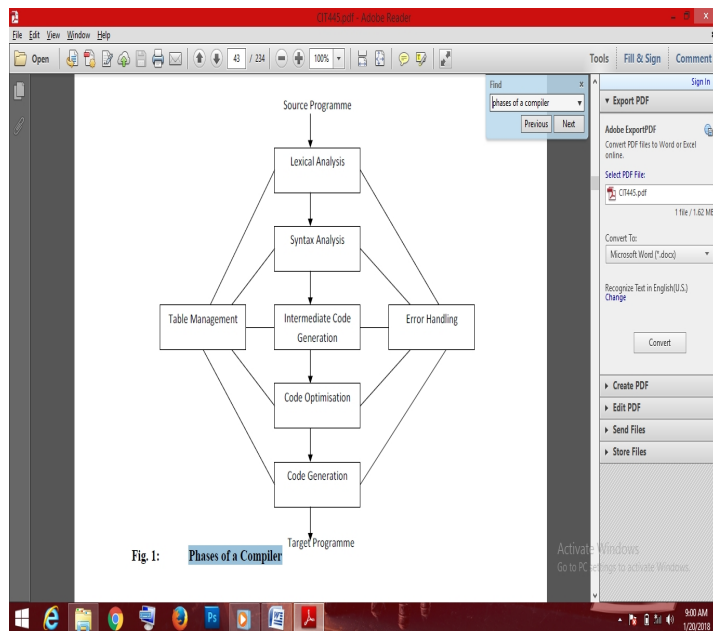 CIT445.pdf - Adobe Reader
File Edit View Window Help
Open 43 / 234 100% Tools Fill & Sign Comment
Find
phases of a compiler
Previous Next
Sign In
Export PDF
Adobe ExportPDF
Convert PDF files to Word or Excel
online.
Select PDF File:
CIT445.pdf
1 file / 1.62 MB
Convert To:
Microsoft Word (*.docx)
Recognize Text in English(U.S.)
Change
Convert
Create PDF
Edit PDF
Send Files
Store Files
Source Programme
Lexical Analysis
Syntax Analysis
Table Management
Intermediate Code
Generation
Error Handling
Code Optimisation
Code Generation
Target Programme
Fig. 1: Phases of a Compiler
Activate Windows
Go to PC settings to activate Windows.
Ps
9:00 AM
1/20/2018